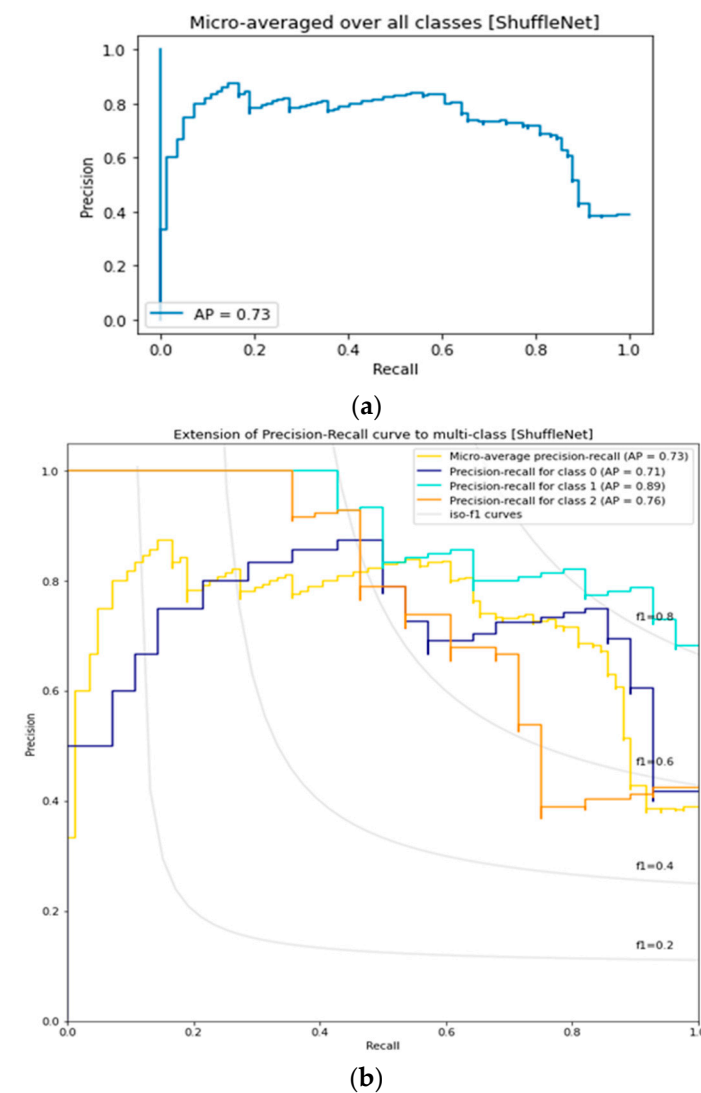 Micro-averaged over all classes [ShuffleNet]
1.0
0.8
0.6
0.4
0.2
0.0
Precision
AP = 0.73
0.0 0.2 0.4 0.6 0.8 1.0
Recall
(a)
Extension of Precision-Recall curve to multi-class [ShuffleNet]
Micro-average precision-recall (AP = 0.73)
Precision-recall for class 0 (AP = 0.71)
Precision-recall for class 1 (AP = 0.89)
Precision-recall for class 2 (AP = 0.76)
iso-f1 curves
1.0
0.8
0.6
0.4
0.2
0.0
Precision
f1=0.8
f1=0.6
f1=0.4
f1=0.2
0.0 0.2 0.4 0.6 0.8 1.0
Recall
(b)